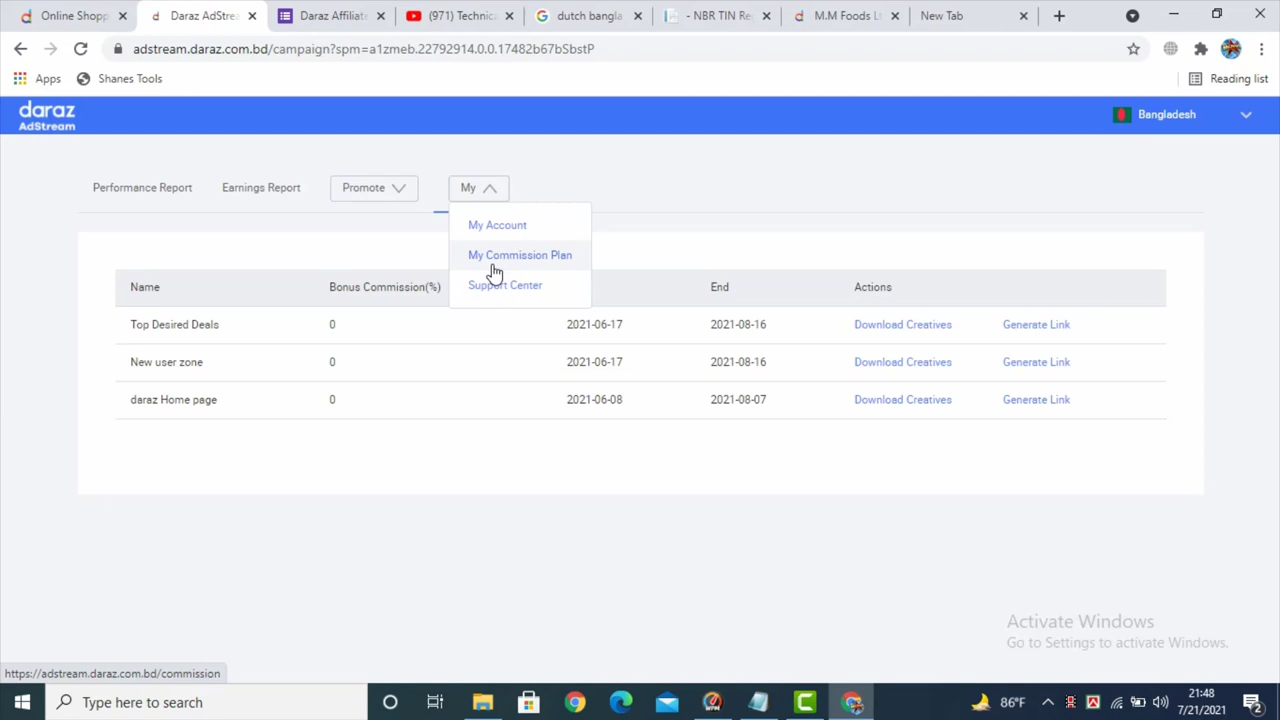 Online Shopp
Daraz AdStrea
Daraz Affiliate
(971) Technica
dutch bangla
- NBR TIN Re
M.M Foods L
New Tab
adstream.daraz.com.bd/campaign?spm=a1zmeb.22792914.0.0.17482b67bSbstP
Apps
Shanes Tools
Reading list
daraz
AdStream
Bangladesh
Performance Report
Earnings Report
Promote
My
My Account
My Commission Plan
Support Center
Name
Bonus Commission(%)
End
Actions
Top Desired Deals 0 2021-06-17 2021-08-16 Download Creatives Generate Link
New user zone 0 2021-06-17 2021-08-16 Download Creatives Generate Link
daraz Home page 0 2021-06-08 2021-08-07 Download Creatives Generate Link
Activate Windows
Go to Settings to activate Windows.
https://adstream.daraz.com.bd/commission
Type here to search
86°F
21:48
7/21/2021
2